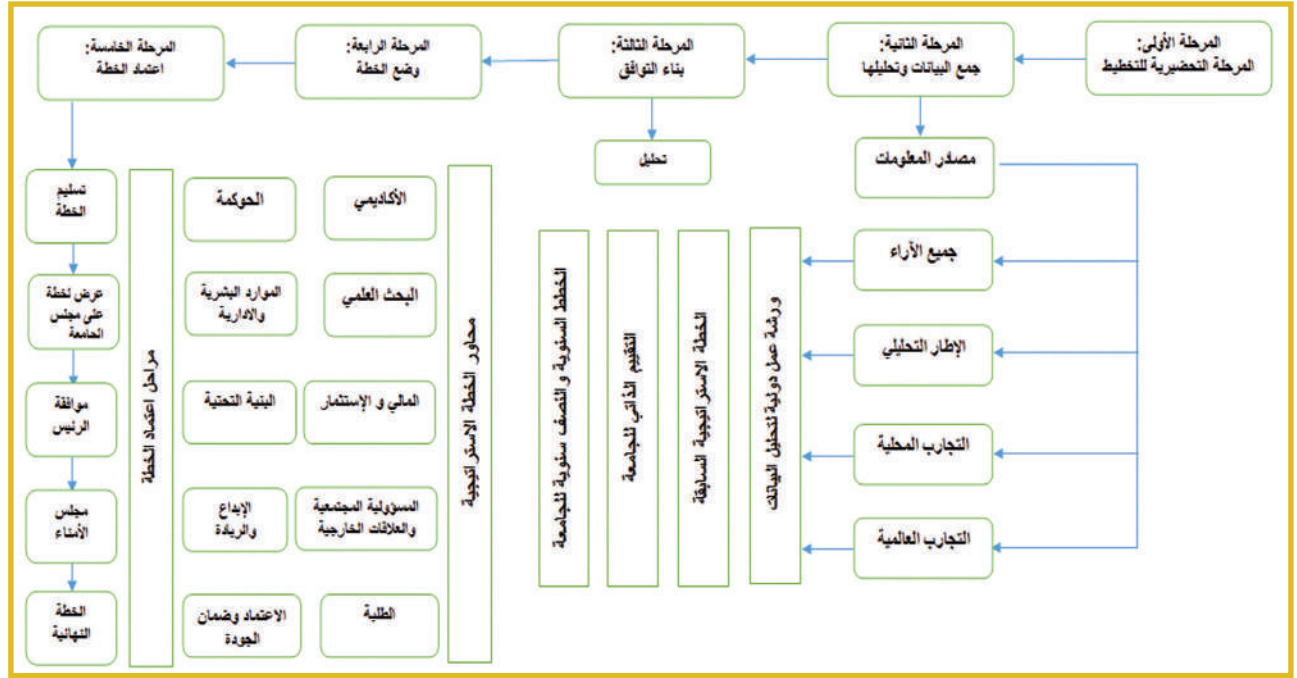 المرحلة الأولى:
المرحلة التحضيرية للتخطيط
المرحلة الثانية:
جمع البيانات وتحليلها
المرحلة الثالثة:
بناء التوافق
المرحلة الرابعة:
وضع الخطة
المرحلة الخامسة:
اعتماد الخطة
مصادر المعلومات
جميع الآراء
الإطار التحليلي
التجارب المحلية
التجارب العالمية
ورشة عمل دولية لتحليل البيانات
تحليل
الخطة الاستراتيجية السابقة
التقييم الذاتي للجامعة
الخطط السنوية والنصف سنوية للجامعة
محاور الخطة الاستراتيجية
الأكاديمي
الحوكمة
البحث العلمي
الموارد البشرية
والادارية
المالي و الإستثمار
البنية التحتية
المسؤولية المجتمعية
والعلاقات الخارجية
الإبداع
والريادة
الطلبة
الاعتماد وضمان
الجودة
مراحل اعتماد الخطة
تسليم
الخطة
عرض لخطة
على مجلس
الجامعة
موافقة
الرئيس
مجلس
الأمناء
الخطة
النهائية